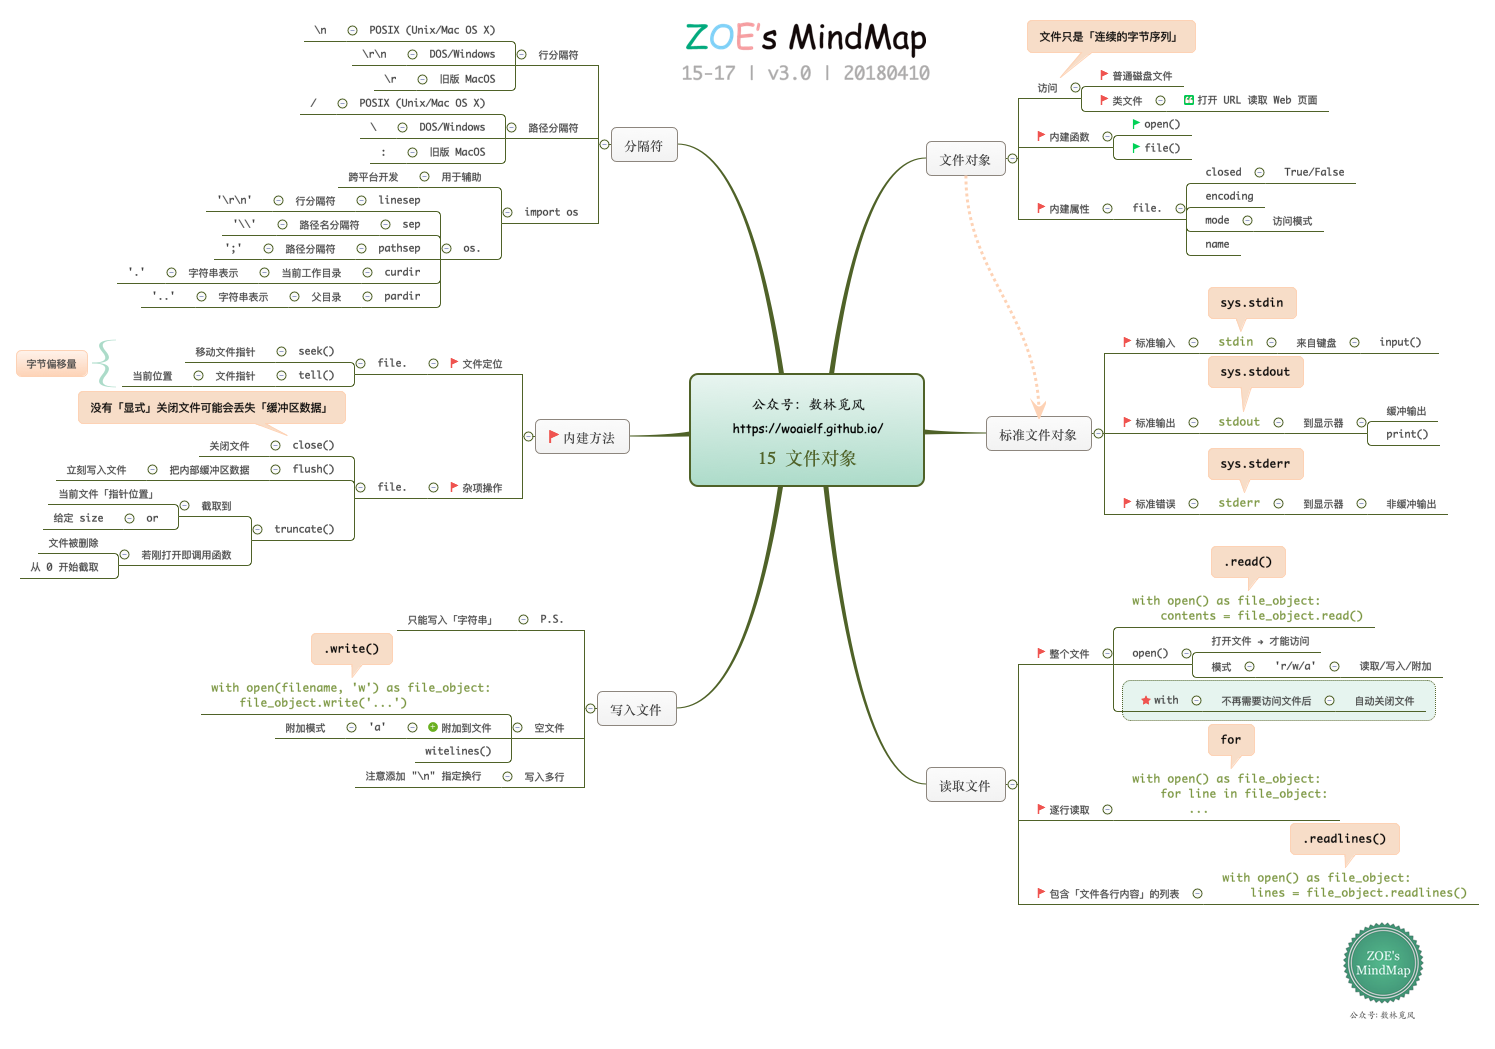 ZOE's MindMap
15-17 | v3.0 | 20180410
公众号: 数林觅风
https://woaielf.github.io/
15 文件对象
分隔符
行分隔符
POSIX (Unix/Mac OS X)
\n
DOS/Windows
\r\n
旧版 MacOS
\r
路径分隔符
POSIX (Unix/Mac OS X)
/
DOS/Windows
\
旧版 MacOS
:
import os
用于辅助
跨平台开发
os.
linesep
行分隔符
'\r\n'
sep
路径名分隔符
'\\'
pathsep
路径分隔符
';'
curdir
当前工作目录
字符串表示
'.'
pardir
父目录
字符串表示
'..'
内建方法
文件定位
file.
seek()
移动文件指针
tell()
文件指针
当前位置
字节偏移量
没有「显式」关闭文件可能会丢失「缓冲区数据」
杂项操作
file.
close()
关闭文件
flush()
把内部缓冲区数据
立刻写入文件
truncate()
截取到
当前文件「指针位置」
or
给定 size
若刚打开即调用函数
文件被删除
从 0 开始截取
写入文件
P.S.
只能写入「字符串」
.write()
with open(filename, 'w') as file_object:
file_object.write('...')
空文件
附加到文件
'a'
附加模式
witelines()
写入多行
注意添加 "\n" 指定换行
文件对象
文件只是「连续的字节序列」
访问
普通磁盘文件
类文件
打开 URL 读取 Web 页面
内建函数
open()
file()
内建属性
file.
closed
True/False
encoding
mode
访问模式
name
标准文件对象
sys.stdin
标准输入
stdin
来自键盘
input()
sys.stdout
标准输出
stdout
到显示器
缓冲输出
print()
sys.stderr
标准错误
stderr
到显示器
非缓冲输出
读取文件
整个文件
.read()
with open() as file_object:
contents = file_object.read()
open()
打开文件 → 才能访问
模式
'r/w/a'
读取/写入/附加
with
不再需要访问文件后
自动关闭文件
逐行读取
for
with open() as file_object:
for line in file_object:
...
包含「文件各行内容」的列表
.readlines()
with open() as file_object:
lines = file_object.readlines()
ZOE's
MindMap
公众号: 数林觅风